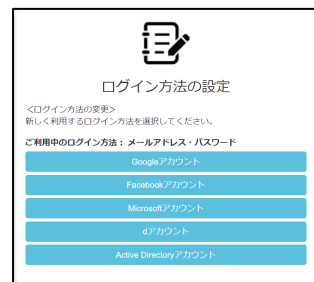 ログイン方法の設定
<ログイン方法の変更>
新しく利用するログイン方法を選択してください。
ご利用中のログイン方法：メールアドレス・パスワード
Googleアカウント
Facebookアカウント
Microsoftアカウント
dアカウント
Active Directoryアカウント